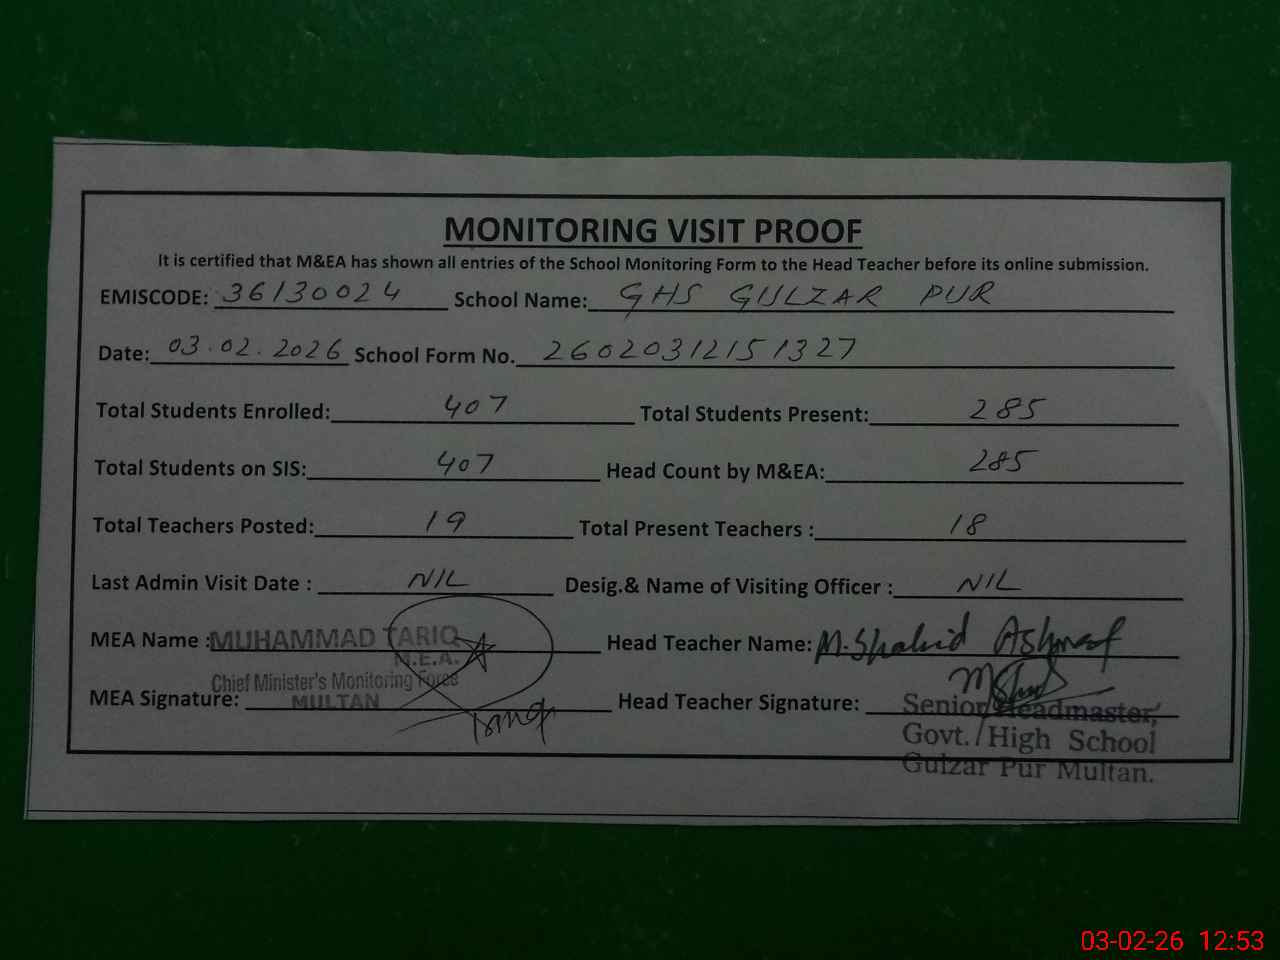 MONITORING VISIT PROOF
It is certified that M&EA has shown all entries of the School Monitoring Form to the Head Teacher before its online submission.
EMISCODE: 36130024 School Name: GHS GULZAR PUR
Date: 03.02.2026 School Form No. 26020312151327
Total Students Enrolled: 407 Total Students Present: 285
Total Students on SIS: 407 Head Count by M&EA: 285
Total Teachers Posted: 19 Total Present Teachers : 18
Last Admin Visit Date : NIL Desig.& Name of Visiting Officer : NIL
MEA Name : MUHAMMAD TARIQ Head Teacher Name: M. Shahid Ashraf
M.E.A.
Chief Minister's Monitoring Force
MEA Signature: MULTAN Head Teacher Signature:
Senior Headmaster,
Govt. High School
Gulzar Pur Multan.
03-02-26 12:53